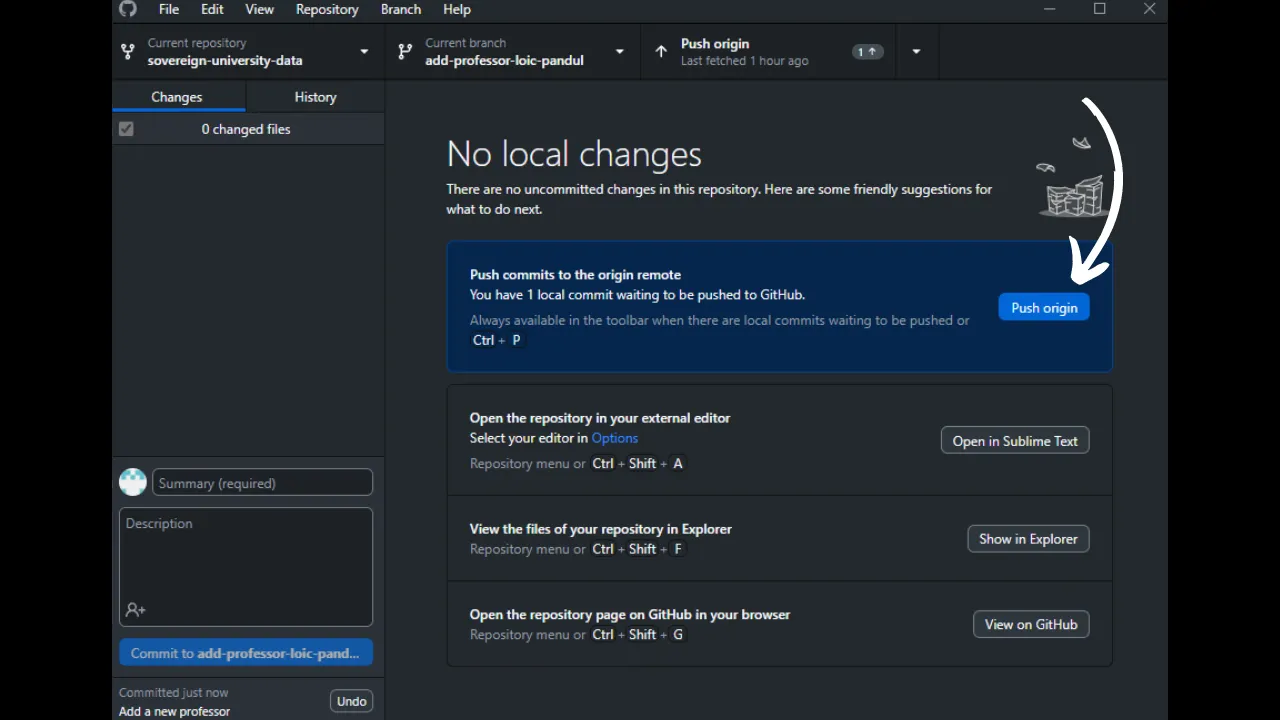 File Edit View Repository Branch Help
Current repository
sovereign-university-data
Current branch
add-professor-loic-pandul
Push origin
Last fetched 1 hour ago
1
Changes
History
0 changed files
No local changes
There are no uncommitted changes in this repository. Here are some friendly suggestions for
what to do next.
Push commits to the origin remote
You have 1 local commit waiting to be pushed to GitHub.
Always available in the toolbar when there are local commits waiting to be pushed or
Ctrl + P
Push origin
Open the repository in your external editor
Select your editor in Options
Repository menu or Ctrl + Shift + A
Open in Sublime Text
View the files of your repository in Explorer
Repository menu or Ctrl + Shift + F
Show in Explorer
Open the repository page on GitHub in your browser
Repository menu or Ctrl + Shift + G
View on GitHub
Summary (required)
Description
Commit to add-professor-loic-pand...
Committed just now
Add a new professor
Undo